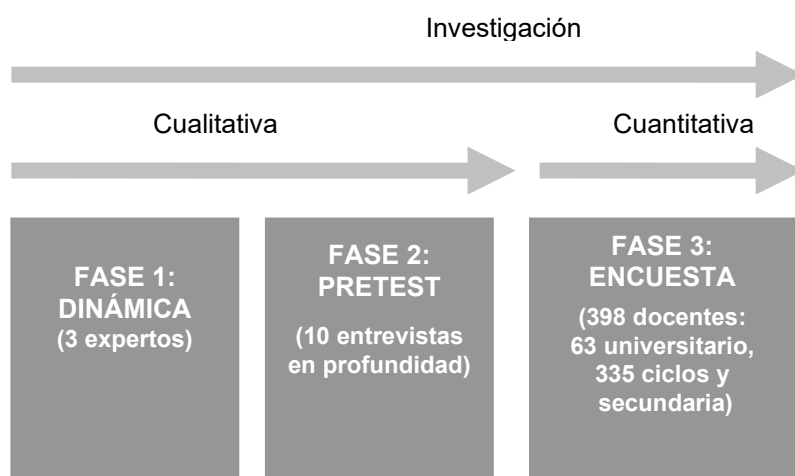 Investigación
Cualitativa
Cuantitativa
FASE 1:
DINÁMICA
(3 expertos)
FASE 2:
PRETEST
(10 entrevistas
en profundidad)
FASE 3:
ENCUESTA
(398 docentes:
63 universitario,
335 ciclos y
secundaria)